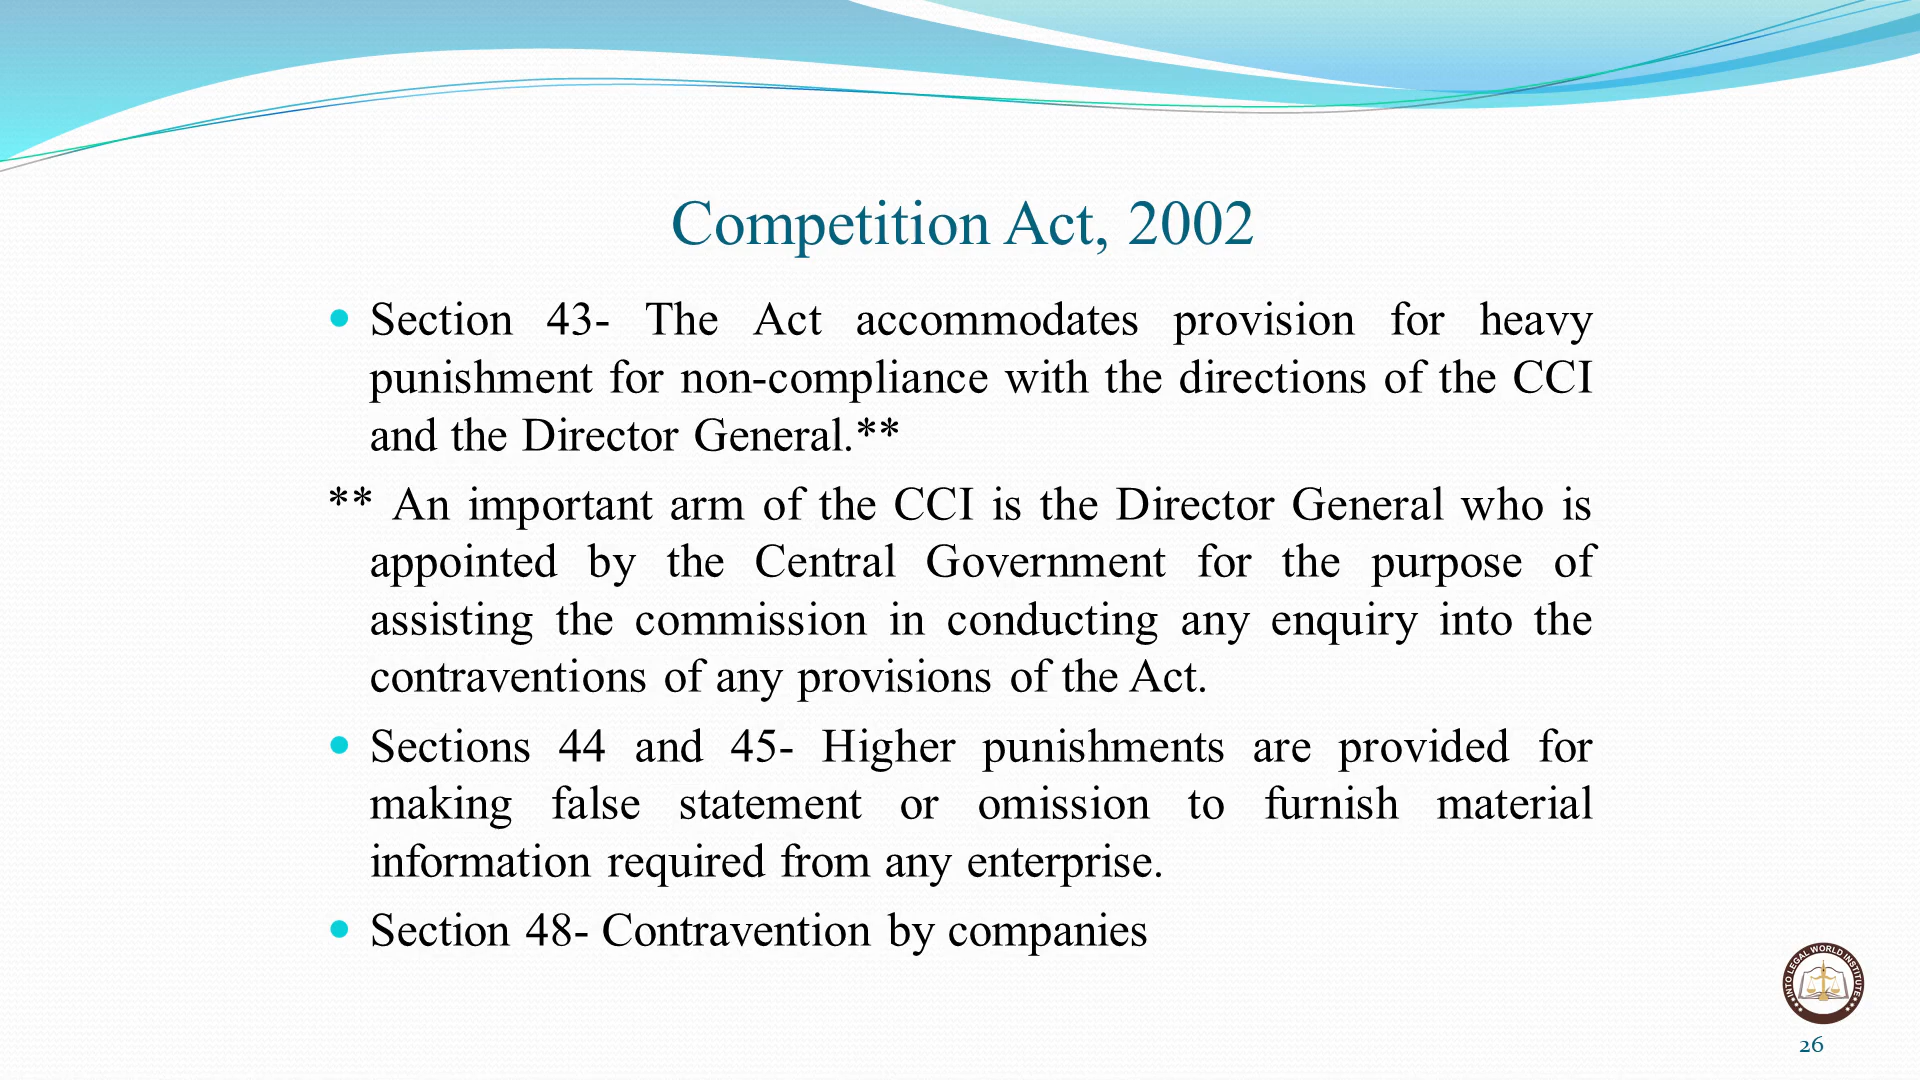 Competition Act, 2002
Section 43- The Act accommodates provision for heavy
punishment for non-compliance with the directions of the CCI
and the Director General.**
** An important arm of the CCI is the Director General who is
appointed by the Central Government for the purpose of
assisting the commission in conducting any enquiry into the
contraventions of any provisions of the Act.
Sections 44 and 45- Higher punishments are provided for
making false statement or omission to furnish material
information required from any enterprise.
Section 48- Contravention by companies
INTO LEGAL WORLD INSTITUTE
26